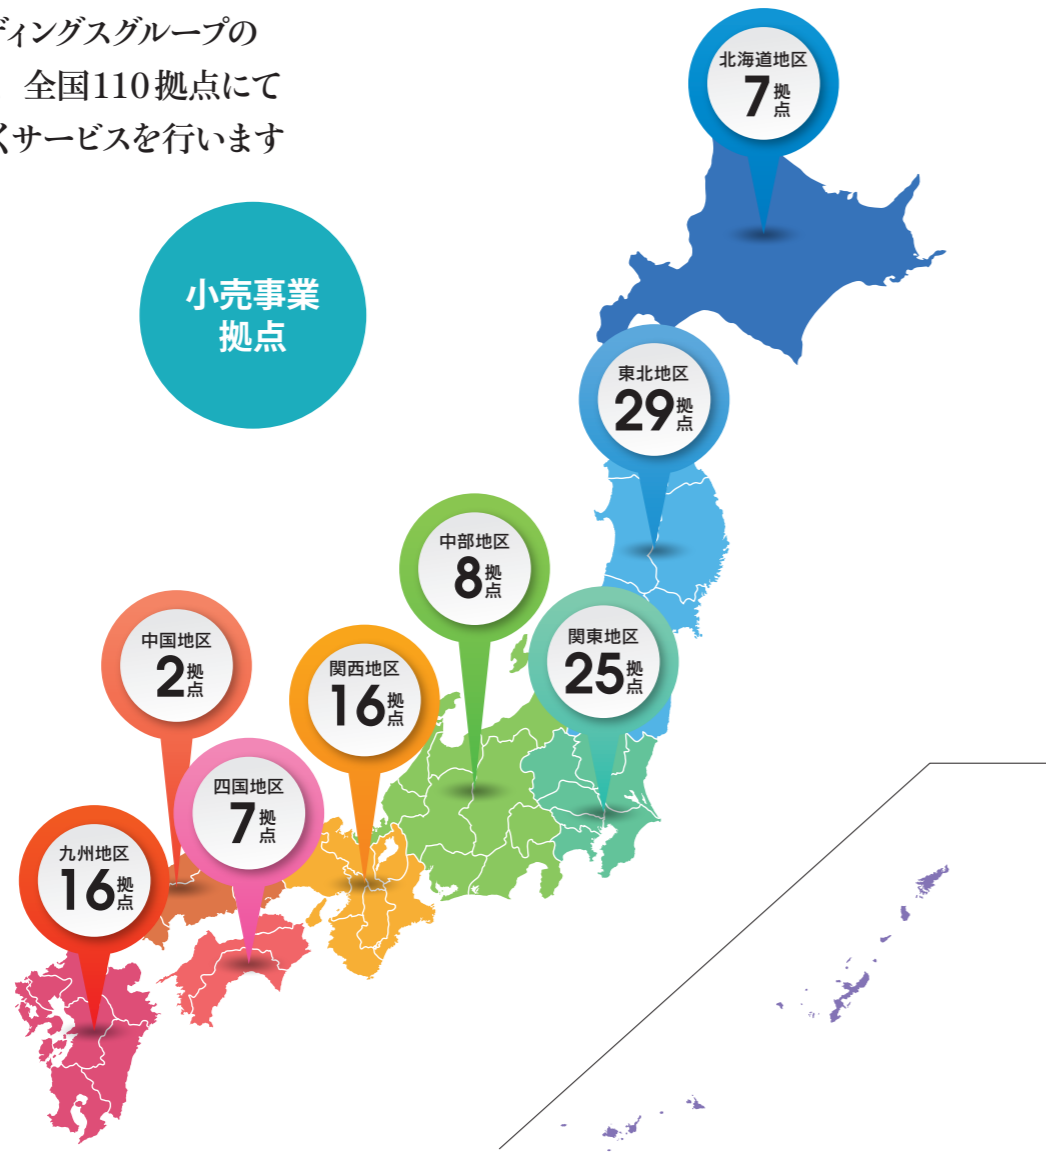 ディングスグループの
全国110拠点にて
くサービスを行います
小売事業
拠点
北海道地区
7拠点
東北地区
29拠点
中部地区
8拠点
関東地区
25拠点
中国地区
2拠点
関西地区
16拠点
四国地区
7拠点
九州地区
16拠点